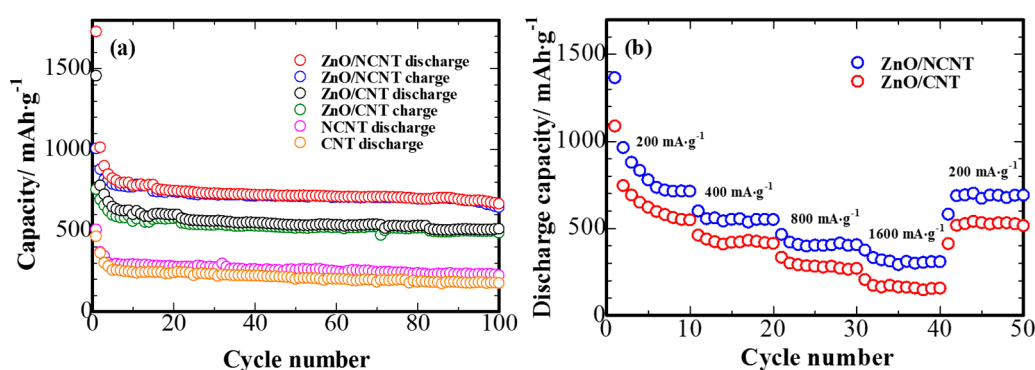 (a)
ZnO/NCNT discharge
ZnO/NCNT charge
ZnO/CNT discharge
ZnO/CNT charge
NCNT discharge
CNT discharge
Capacity/ mAh·g⁻¹
1500
1000
500
0
0 20 40 60 80 100
Cycle number
(b)
ZnO/NCNT
ZnO/CNT
200 mA·g⁻¹
400 mA·g⁻¹
800 mA·g⁻¹
1600 mA·g⁻¹
200 mA·g⁻¹
Discharge capacity/ mAh·g⁻¹
1500
1000
500
0
0 10 20 30 40 50
Cycle number